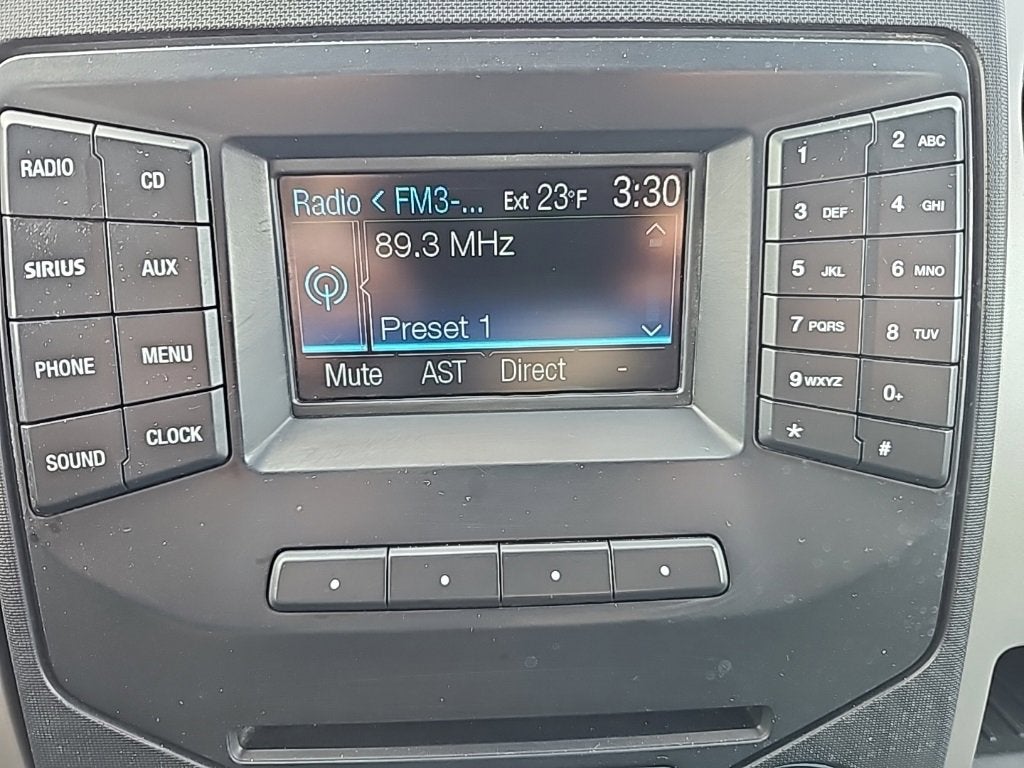 RADIO
CD
SIRIUS
AUX
PHONE
MENU
SOUND
CLOCK
Radio < FM3-... Ext 23°F 3:30
89.3 MHz
Preset 1
Mute AST Direct -
1
2 ABC
3 DEF
4 GHI
5 JKL
6 MNO
7 PQRS
8 TUV
9 WXYZ
0+
*
#